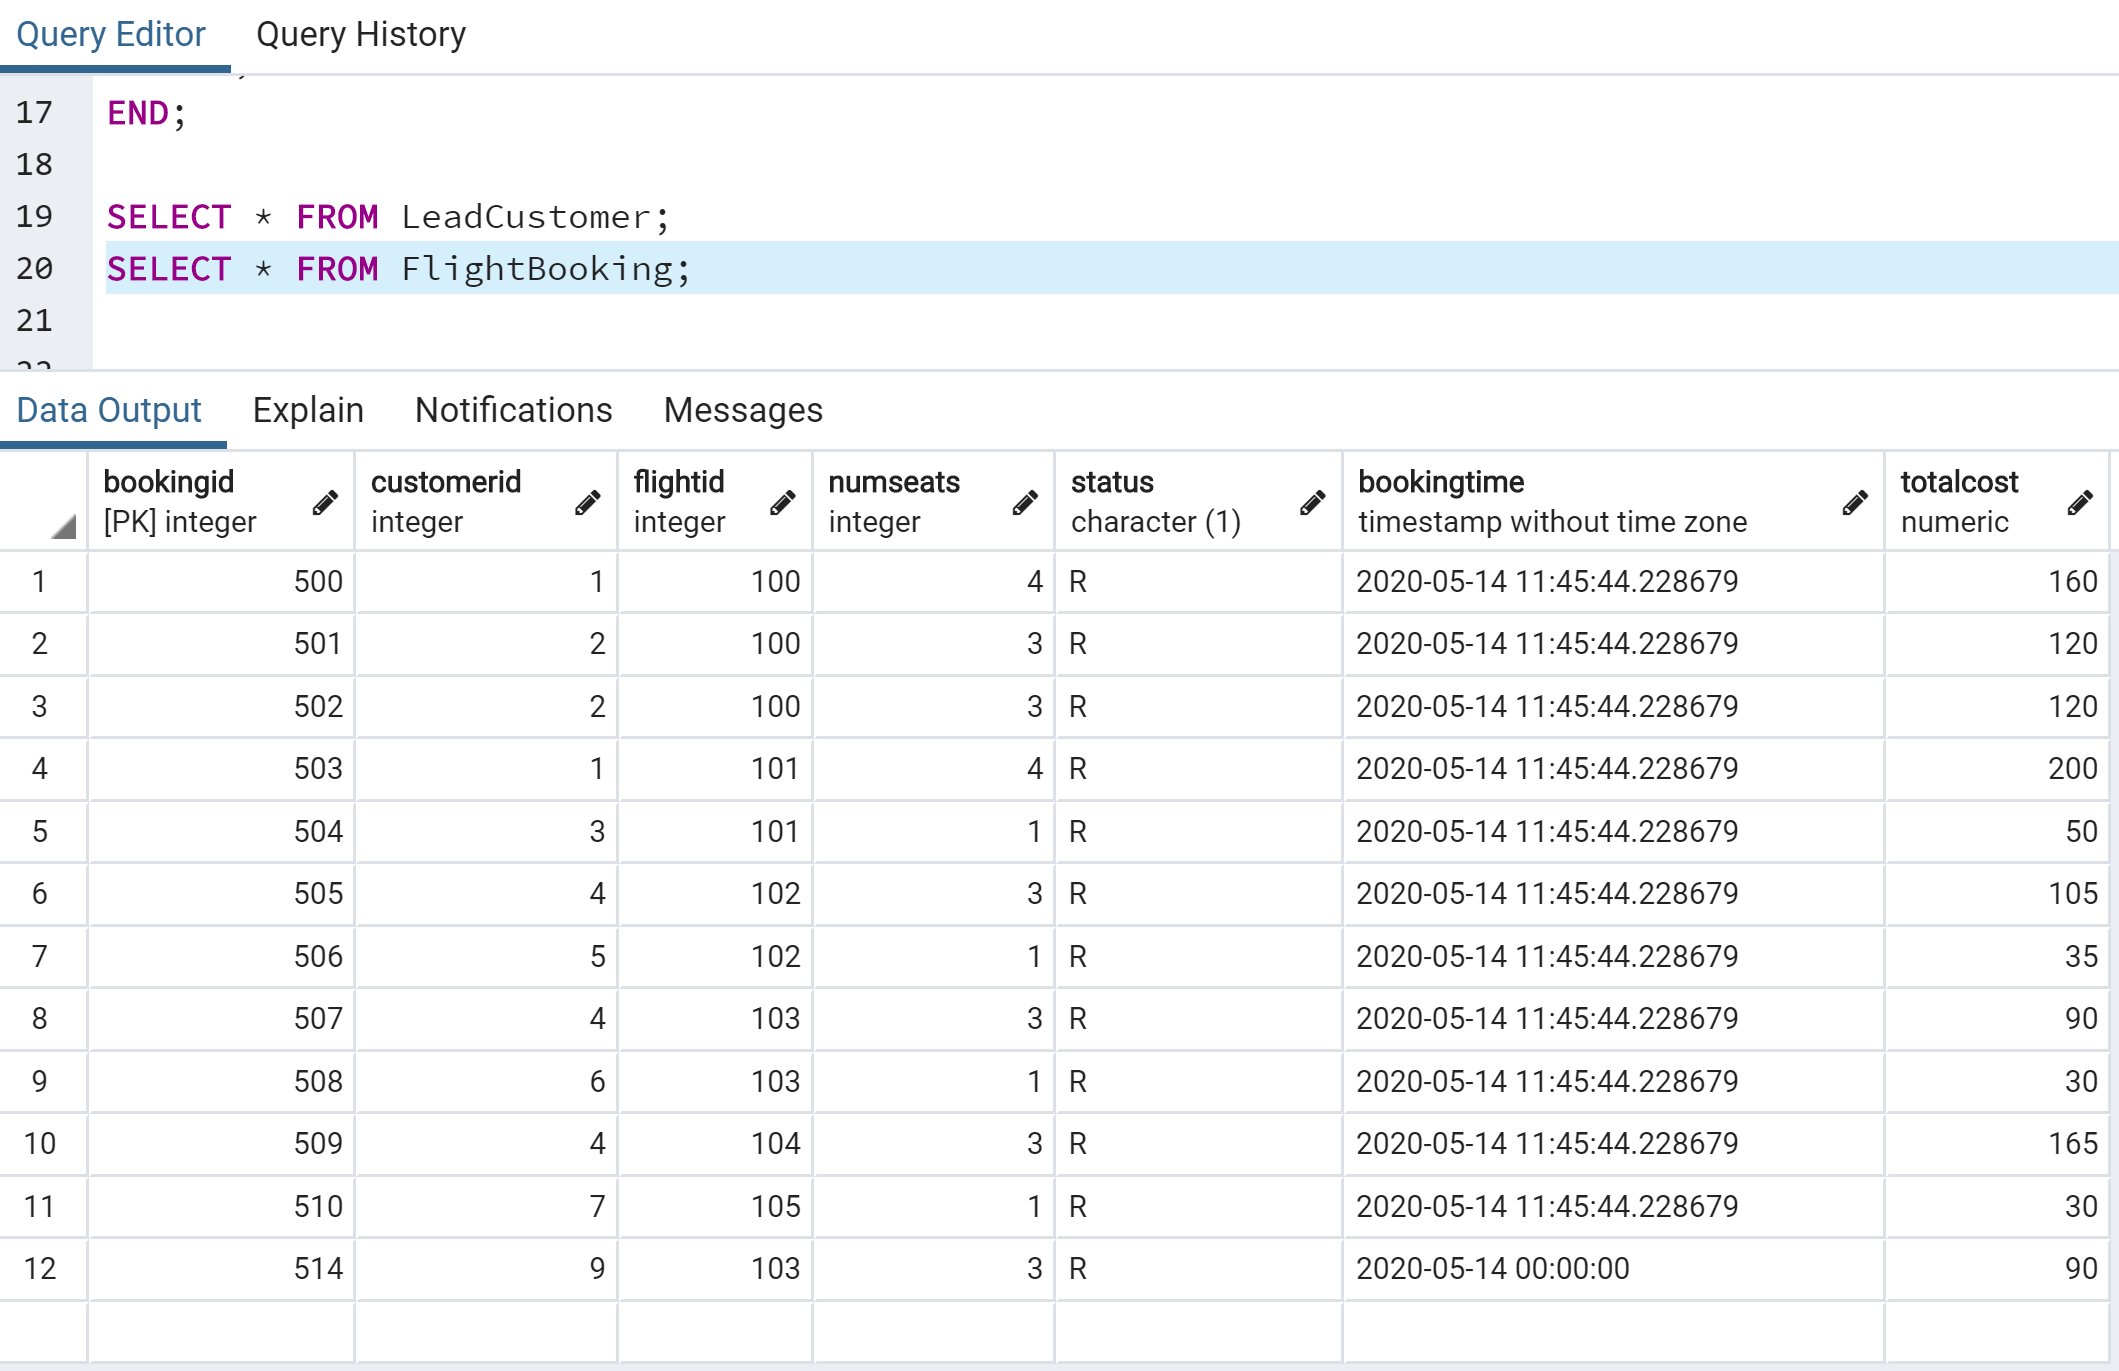 Query Editor Query History
17 END;
18
19 SELECT * FROM LeadCustomer;
20 SELECT * FROM FlightBooking;
21
Data Output Explain Notifications Messages
bookingid customerid flightid numseats status bookingtime totalcost
[PK] integer integer integer integer character (1) timestamp without time zone numeric
1 500 1 100 4 R 2020-05-14 11:45:44.228679 160
2 501 2 100 3 R 2020-05-14 11:45:44.228679 120
3 502 2 100 3 R 2020-05-14 11:45:44.228679 120
4 503 1 101 4 R 2020-05-14 11:45:44.228679 200
5 504 3 101 1 R 2020-05-14 11:45:44.228679 50
6 505 4 102 3 R 2020-05-14 11:45:44.228679 105
7 506 5 102 1 R 2020-05-14 11:45:44.228679 35
8 507 4 103 3 R 2020-05-14 11:45:44.228679 90
9 508 6 103 1 R 2020-05-14 11:45:44.228679 30
10 509 4 104 3 R 2020-05-14 11:45:44.228679 165
11 510 7 105 1 R 2020-05-14 11:45:44.228679 30
12 514 9 103 3 R 2020-05-14 00:00:00 90